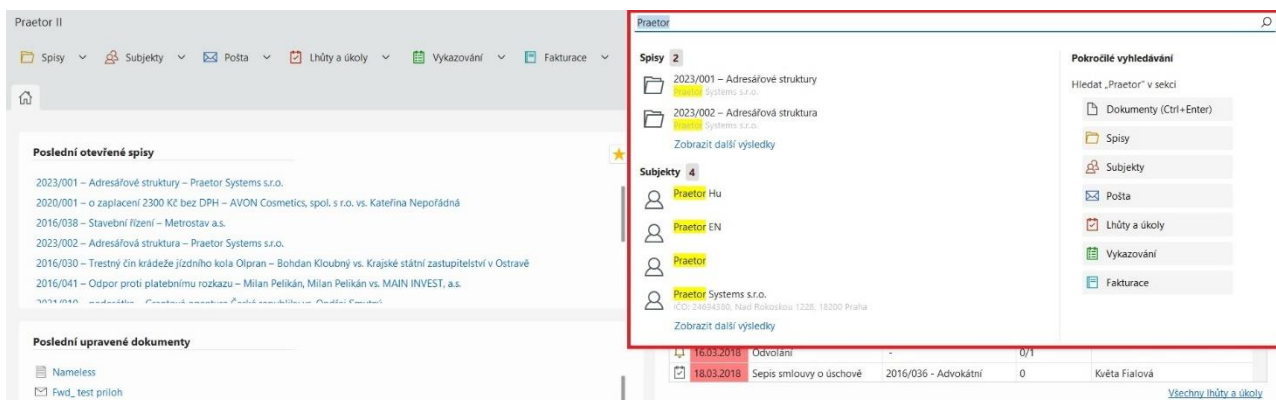 Praetor II
Spisy
Subjekty
Pošta
Lhůty a úkoly
Vykazování
Fakturace
Poslední otevřené spisy
2023/001 – Adresářové struktury – Praetor Systems s.r.o.
2020/001 – o zaplacení 2300 Kč bez DPH – AVON Cosmetics, spol. s r.o. vs. Kateřina Nepořádná
2016/038 – Stavební řízení – Metrostav a.s.
2023/002 – Adresářová struktura – Praetor Systems s.r.o.
2016/030 – Trestný čin krádeže jízdního kola Olpran – Bohdan Kloubný vs. Krajské státní zastupitelství v Ostravě
2016/041 – Odpor proti platebnímu rozkazu – Milan Pelikán, Milan Pelikán vs. MAIN INVEST, a.s.
Poslední upravené dokumenty
Nameless
Fwd_ test priloh
Praetor
Spisy 2
2023/001 – Adresářové struktury
Praetor Systems s.r.o.
2023/002 – Adresářová struktura
Praetor Systems s.r.o.
Zobrazit další výsledky
Subjekty 4
Praetor Hu
Praetor EN
Praetor
Praetor Systems s.r.o.
IČO: 24694380, Nad Rokoskou 1228, 18200 Praha
Zobrazit další výsledky
Pokročilé vyhledávání
Hledat „Praetor“ v sekci
Dokumenty (Ctrl+Enter)
Spisy
Subjekty
Pošta
Lhůty a úkoly
Vykazování
Fakturace
16.03.2018 Odvolání - 0/1
18.03.2018 Sepis smlouvy o úschově 2016/036 - Advokátní 0 Květa Fialová
Všechny lhůty a úkoly